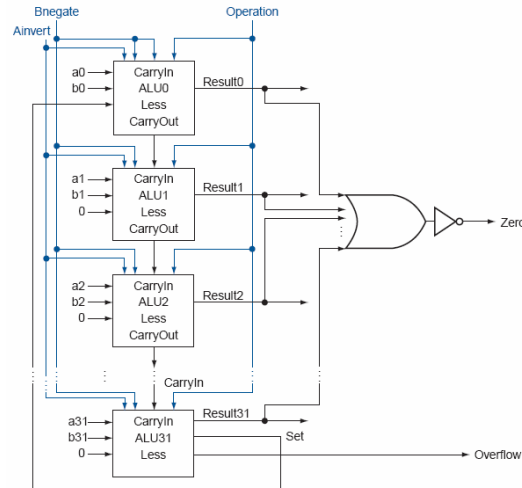 Bnegate
Operation
Ainvert
a0
b0
CarryIn
ALU0
Less
CarryOut
Result0
a1
b1
0
CarryIn
ALU1
Less
CarryOut
Result1
Zero
a2
b2
0
CarryIn
ALU2
Less
CarryOut
Result2
CarryIn
a31
b31
0
CarryIn
ALU31
Less
Result31
Set
Overflow